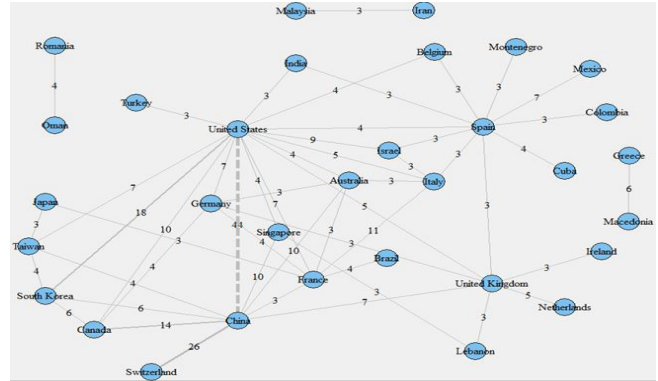 Malaysia 3 Iran
Romania Belgium Montenegro
India Mexico
4 4 3 3 3 7
Turkey 3 3 Colombia
Oman 3 United States 4 Spain 3
9 3
4 5 Israel 4 Greece
7 3 3 Cuba
7 4 Australia 3 Italy
Japan Germany 3 6
7 5 3
18 Macedonia
3 10 44 Singapore 3 11
Taiwan 3 4 10 3 Ireland
Brazil 3
4 4 10 4
4 France United Kingdom
South Korea 3 3 5
6 6 7 Netherlands
14 China 3
Canada
26 Lebanon
Switzerland